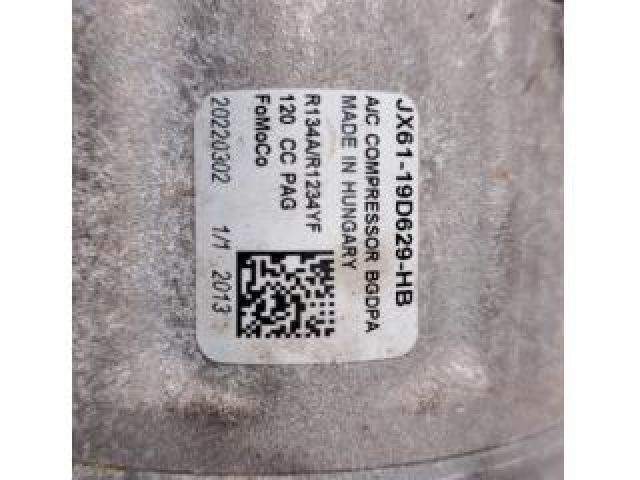 JX61-19D629-HB
A/C COMPRESSOR BGDPA
MADE IN HUNGARY
R134A/R1234YF
120 CC PAG
FoMoCo
20220302 1/1 2013